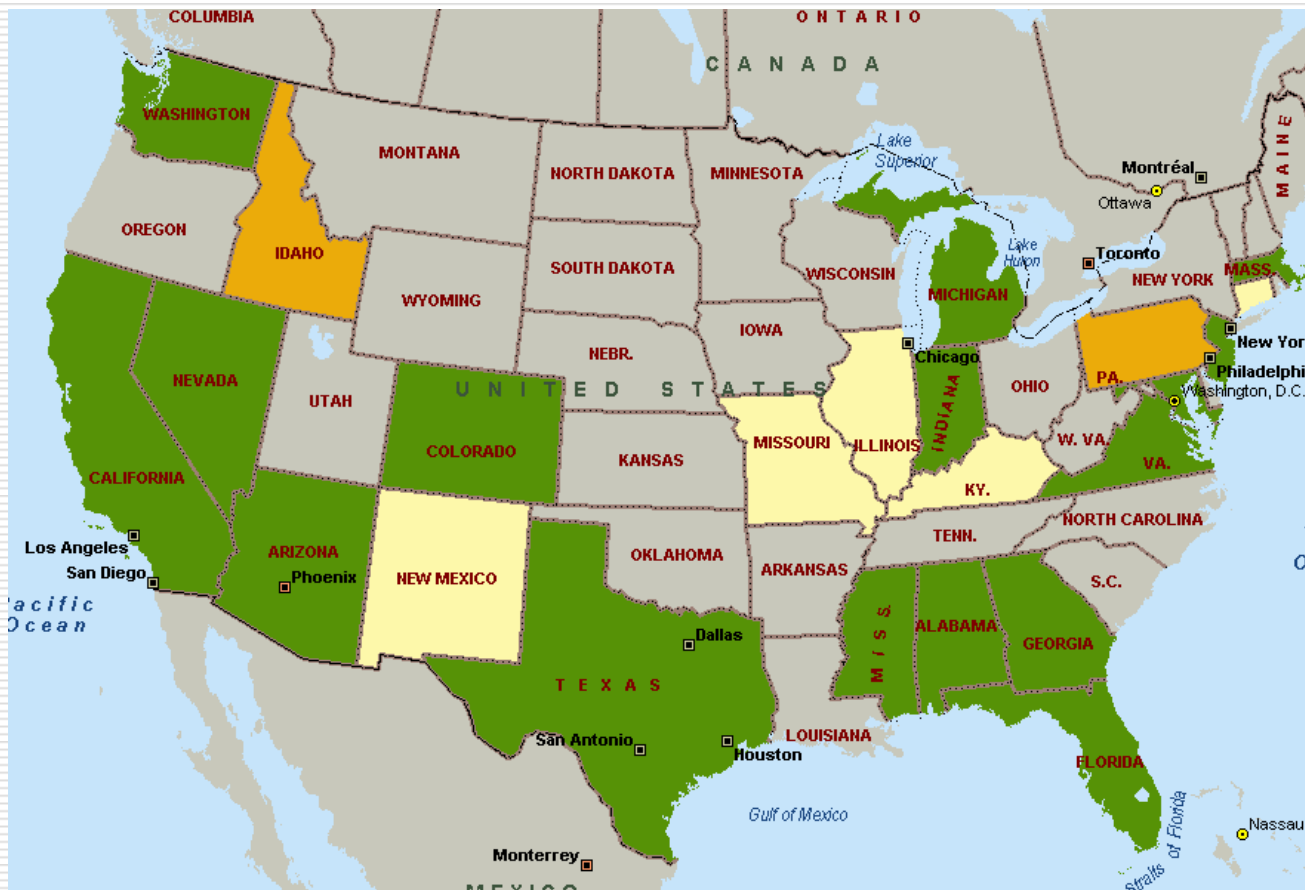 COLUMBIA
ONTARIO
CANADA
WASHINGTON
MONTANA
NORTH DAKOTA
MINNESOTA
Lake
Superior
Montréal
Ottawa
MAINE
OREGON
IDAHO
SOUTH DAKOTA
WISCONSIN
Lake
Huron
Toronto
NEW YORK
MASS.
WYOMING
MICHIGAN
IOWA
NEBR.
Chicago
New Yor
Philadelphi
NEVADA
UTAH
UNITED STATES
OHIO
PA.
Washington, D.C.
COLORADO
KANSAS
MISSOURI
ILLINOIS
INDIANA
W. VA.
VA.
CALIFORNIA
KY.
NORTH CAROLINA
Los Angeles
San Diego
ARIZONA
Phoenix
NEW MEXICO
OKLAHOMA
ARKANSAS
TENN.
S.C.
Pacific
Ocean
O
Dallas
MISS.
ALABAMA
GEORGIA
TEXAS
San Antonio
Houston
LOUISIANA
FLORIDA
Gulf of Mexico
Straits of Florida
Nassau
Monterrey
MEXICO